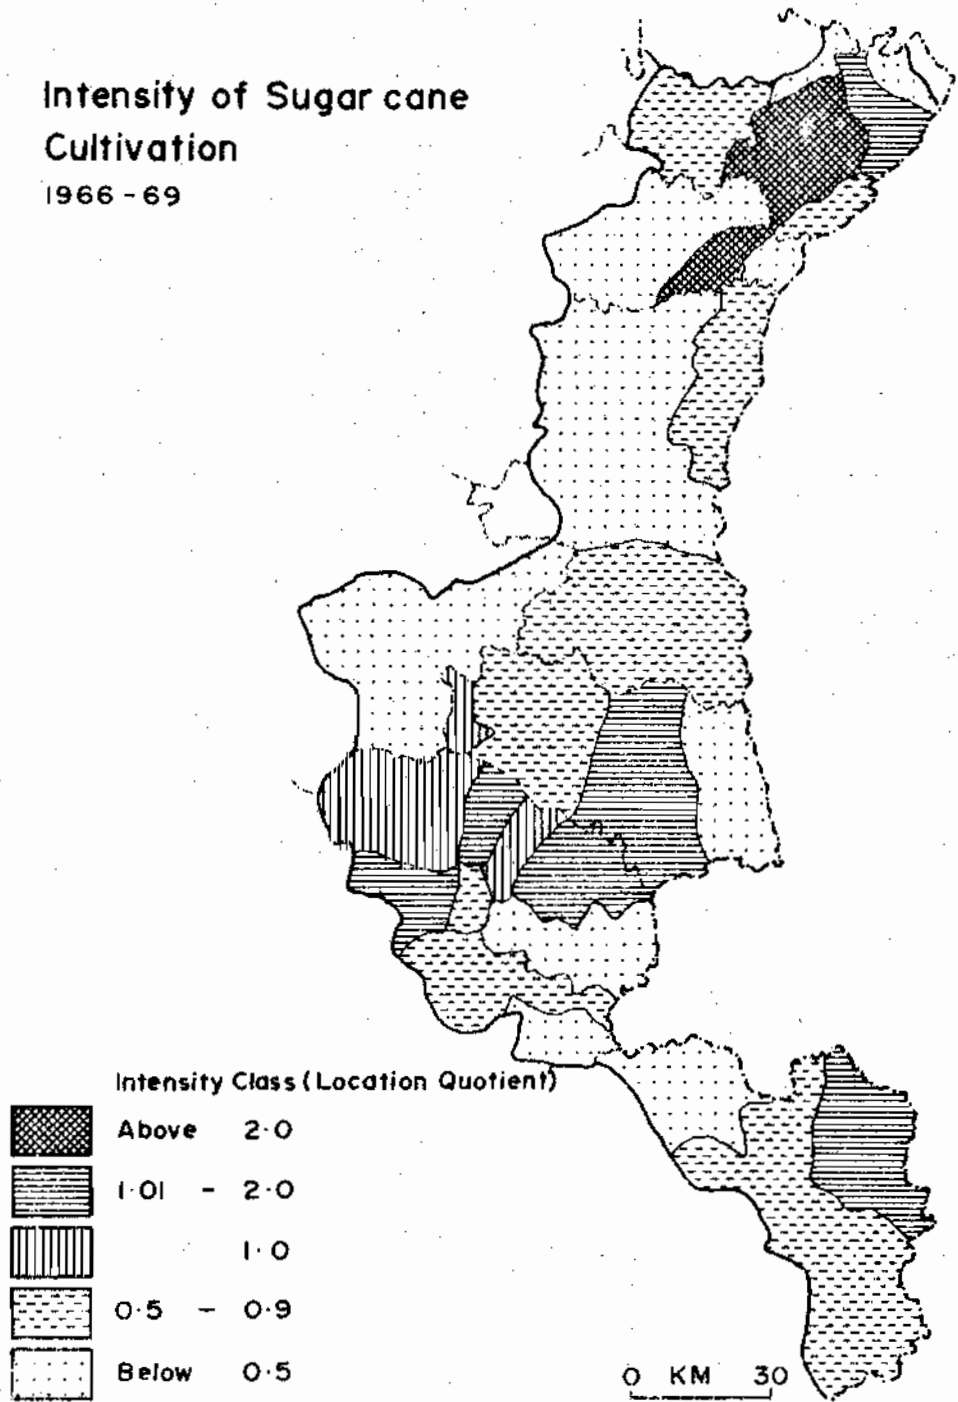 Intensity of Sugar cane
Cultivation
1966-69
Intensity Class (Location Quotient)
Above 2.0
1.01 - 2.0
1.0
0.5 - 0.9
Below 0.5
0 KM 30